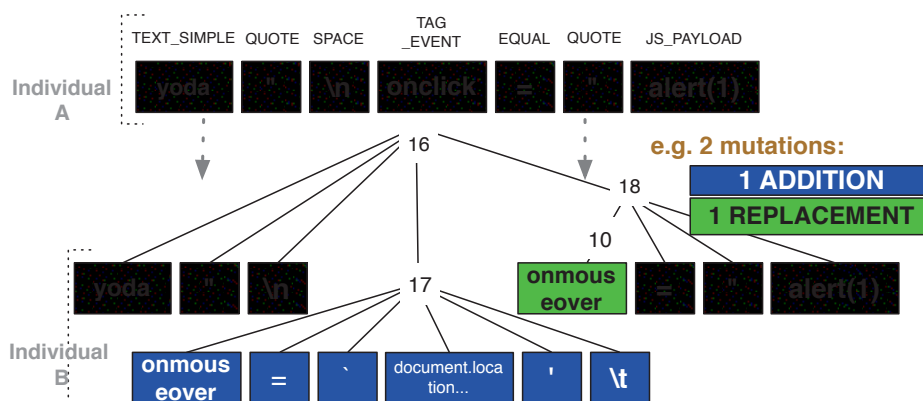 TAG
TEXT_SIMPLE QUOTE SPACE _EVENT EQUAL QUOTE JS_PAYLOAD
Individual
A
yoda " \n onclick = " alert(1)
16
e.g. 2 mutations:
1 ADDITION
18
1 REPLACEMENT
10
yoda " \n onmous
eover = " alert(1)
17
Individual
B
onmous
eover = ` document.loca
tion... ' \t